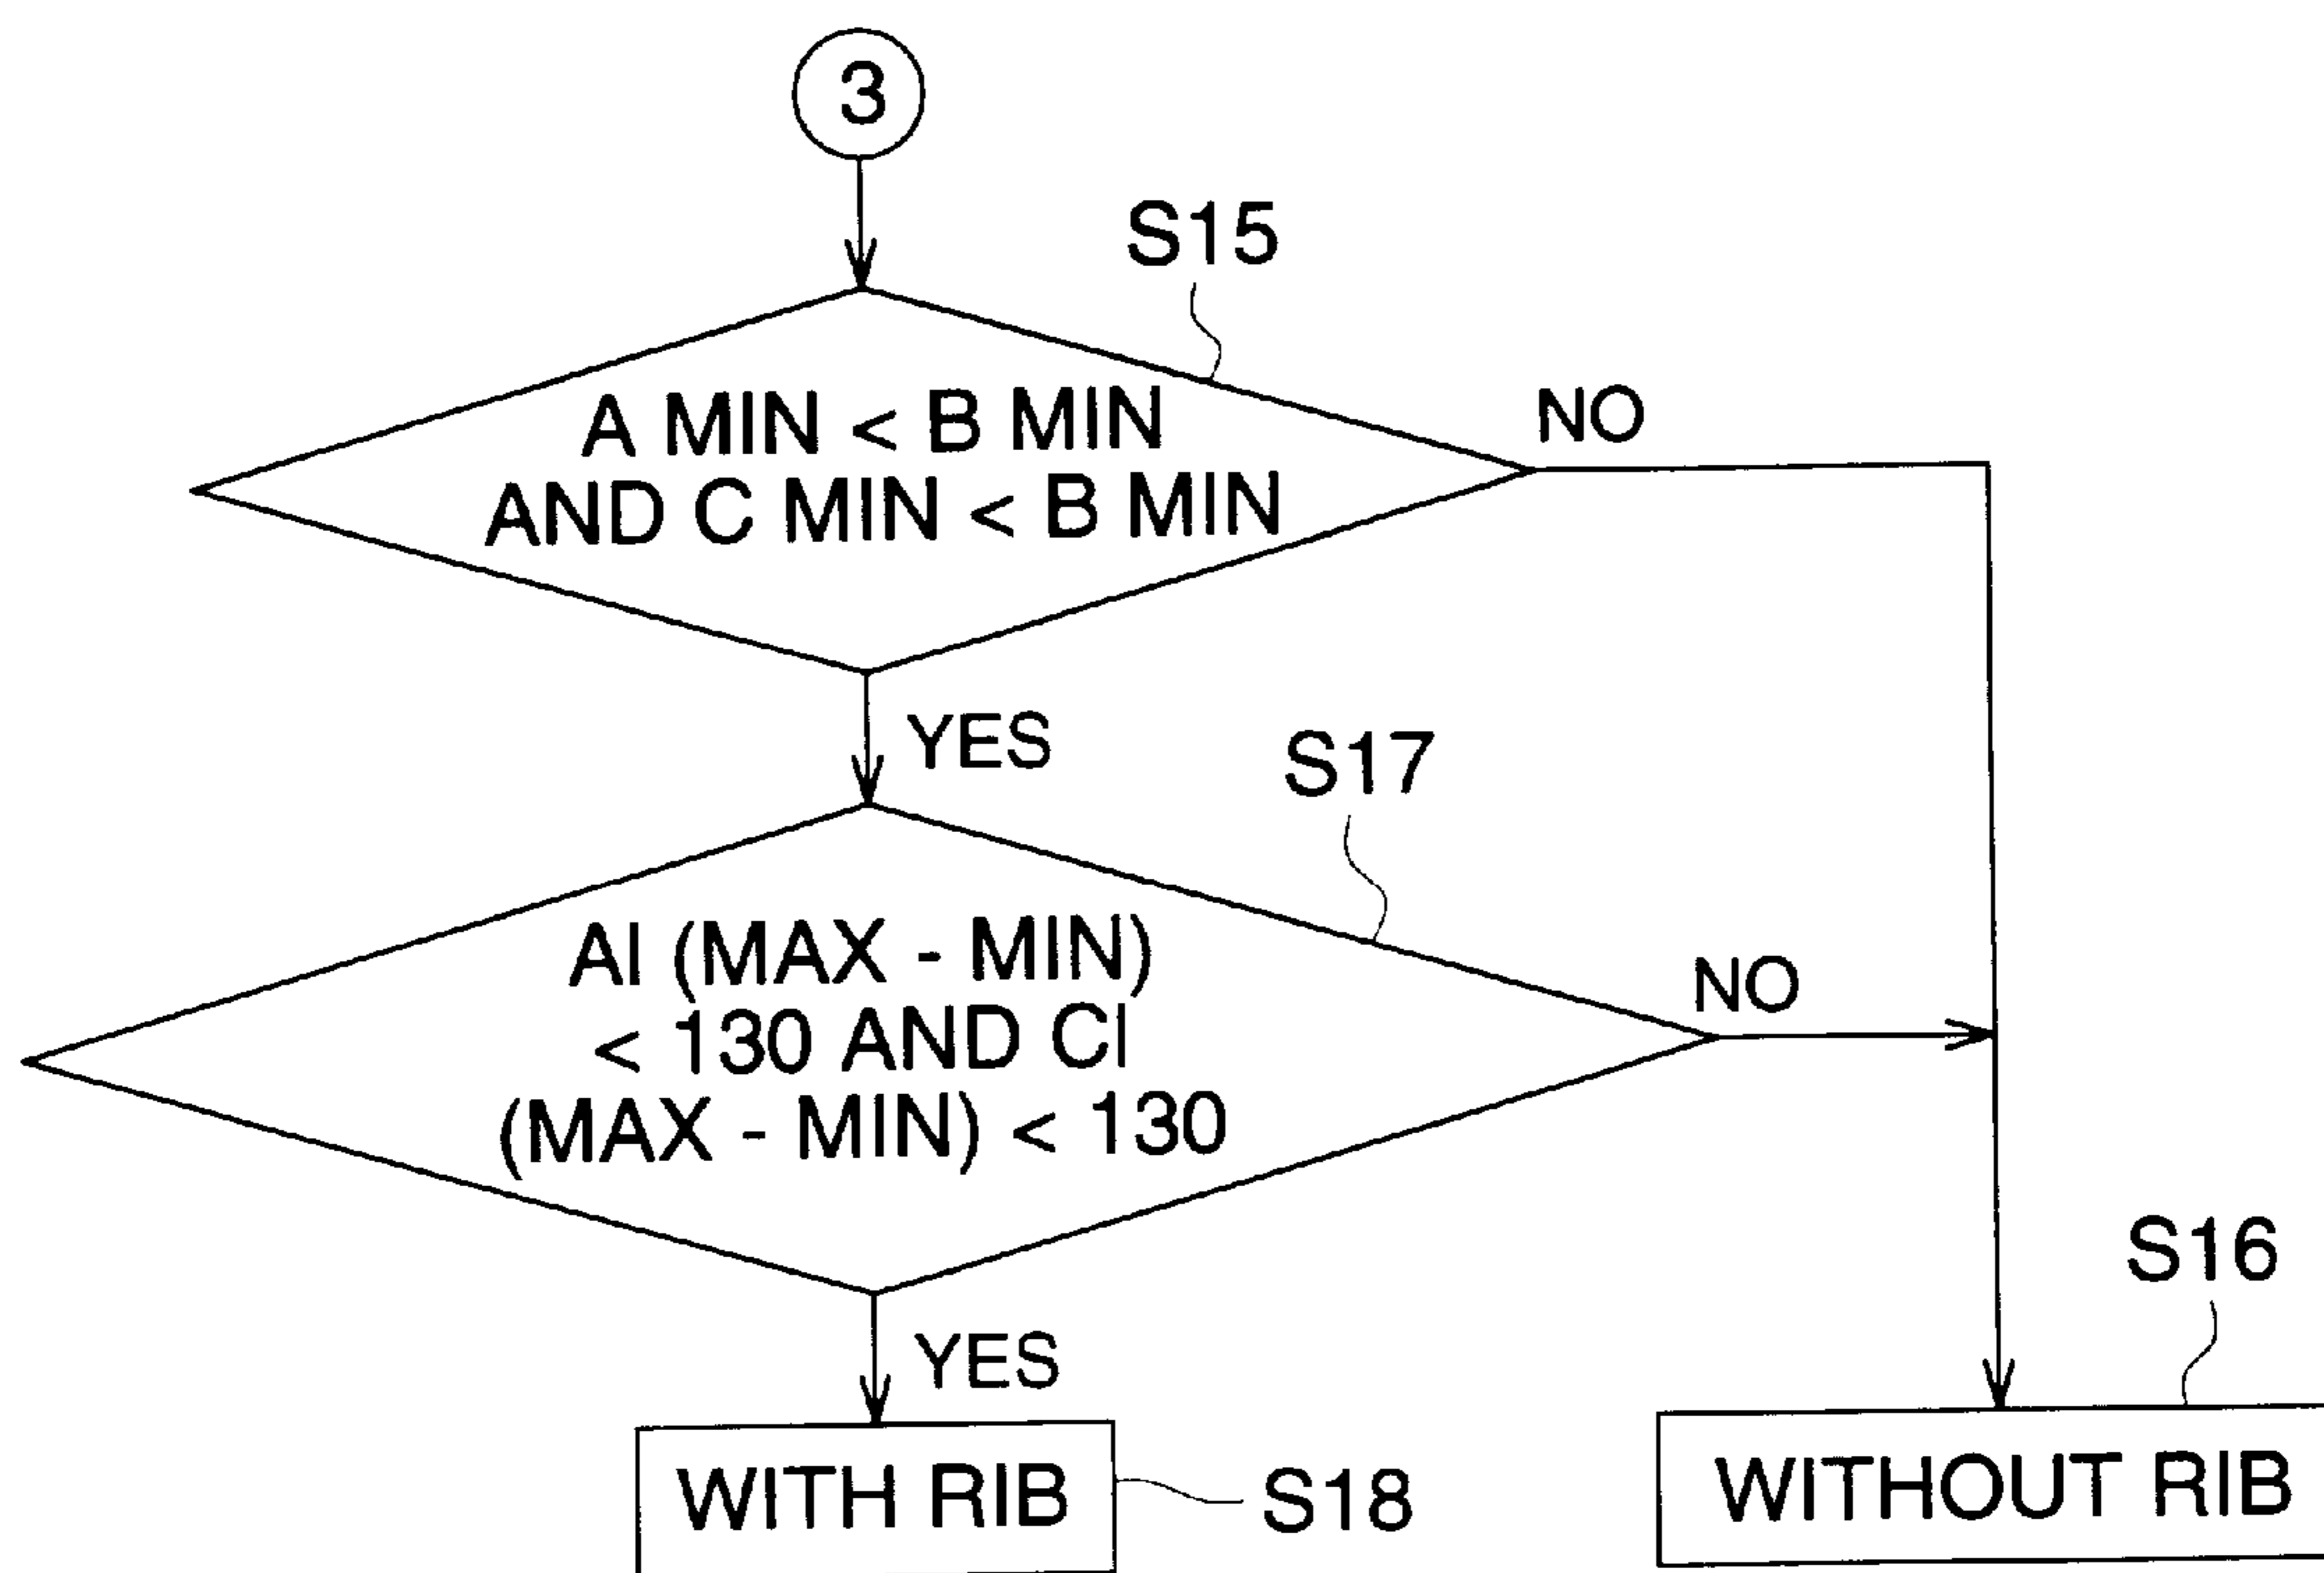 3
S15
A MIN < B MIN
AND C MIN < B MIN
NO
YES
S17
AI (MAX - MIN)
< 130 AND CI
(MAX - MIN) < 130
NO
YES
S16
WITH RIB
S18
WITHOUT RIB